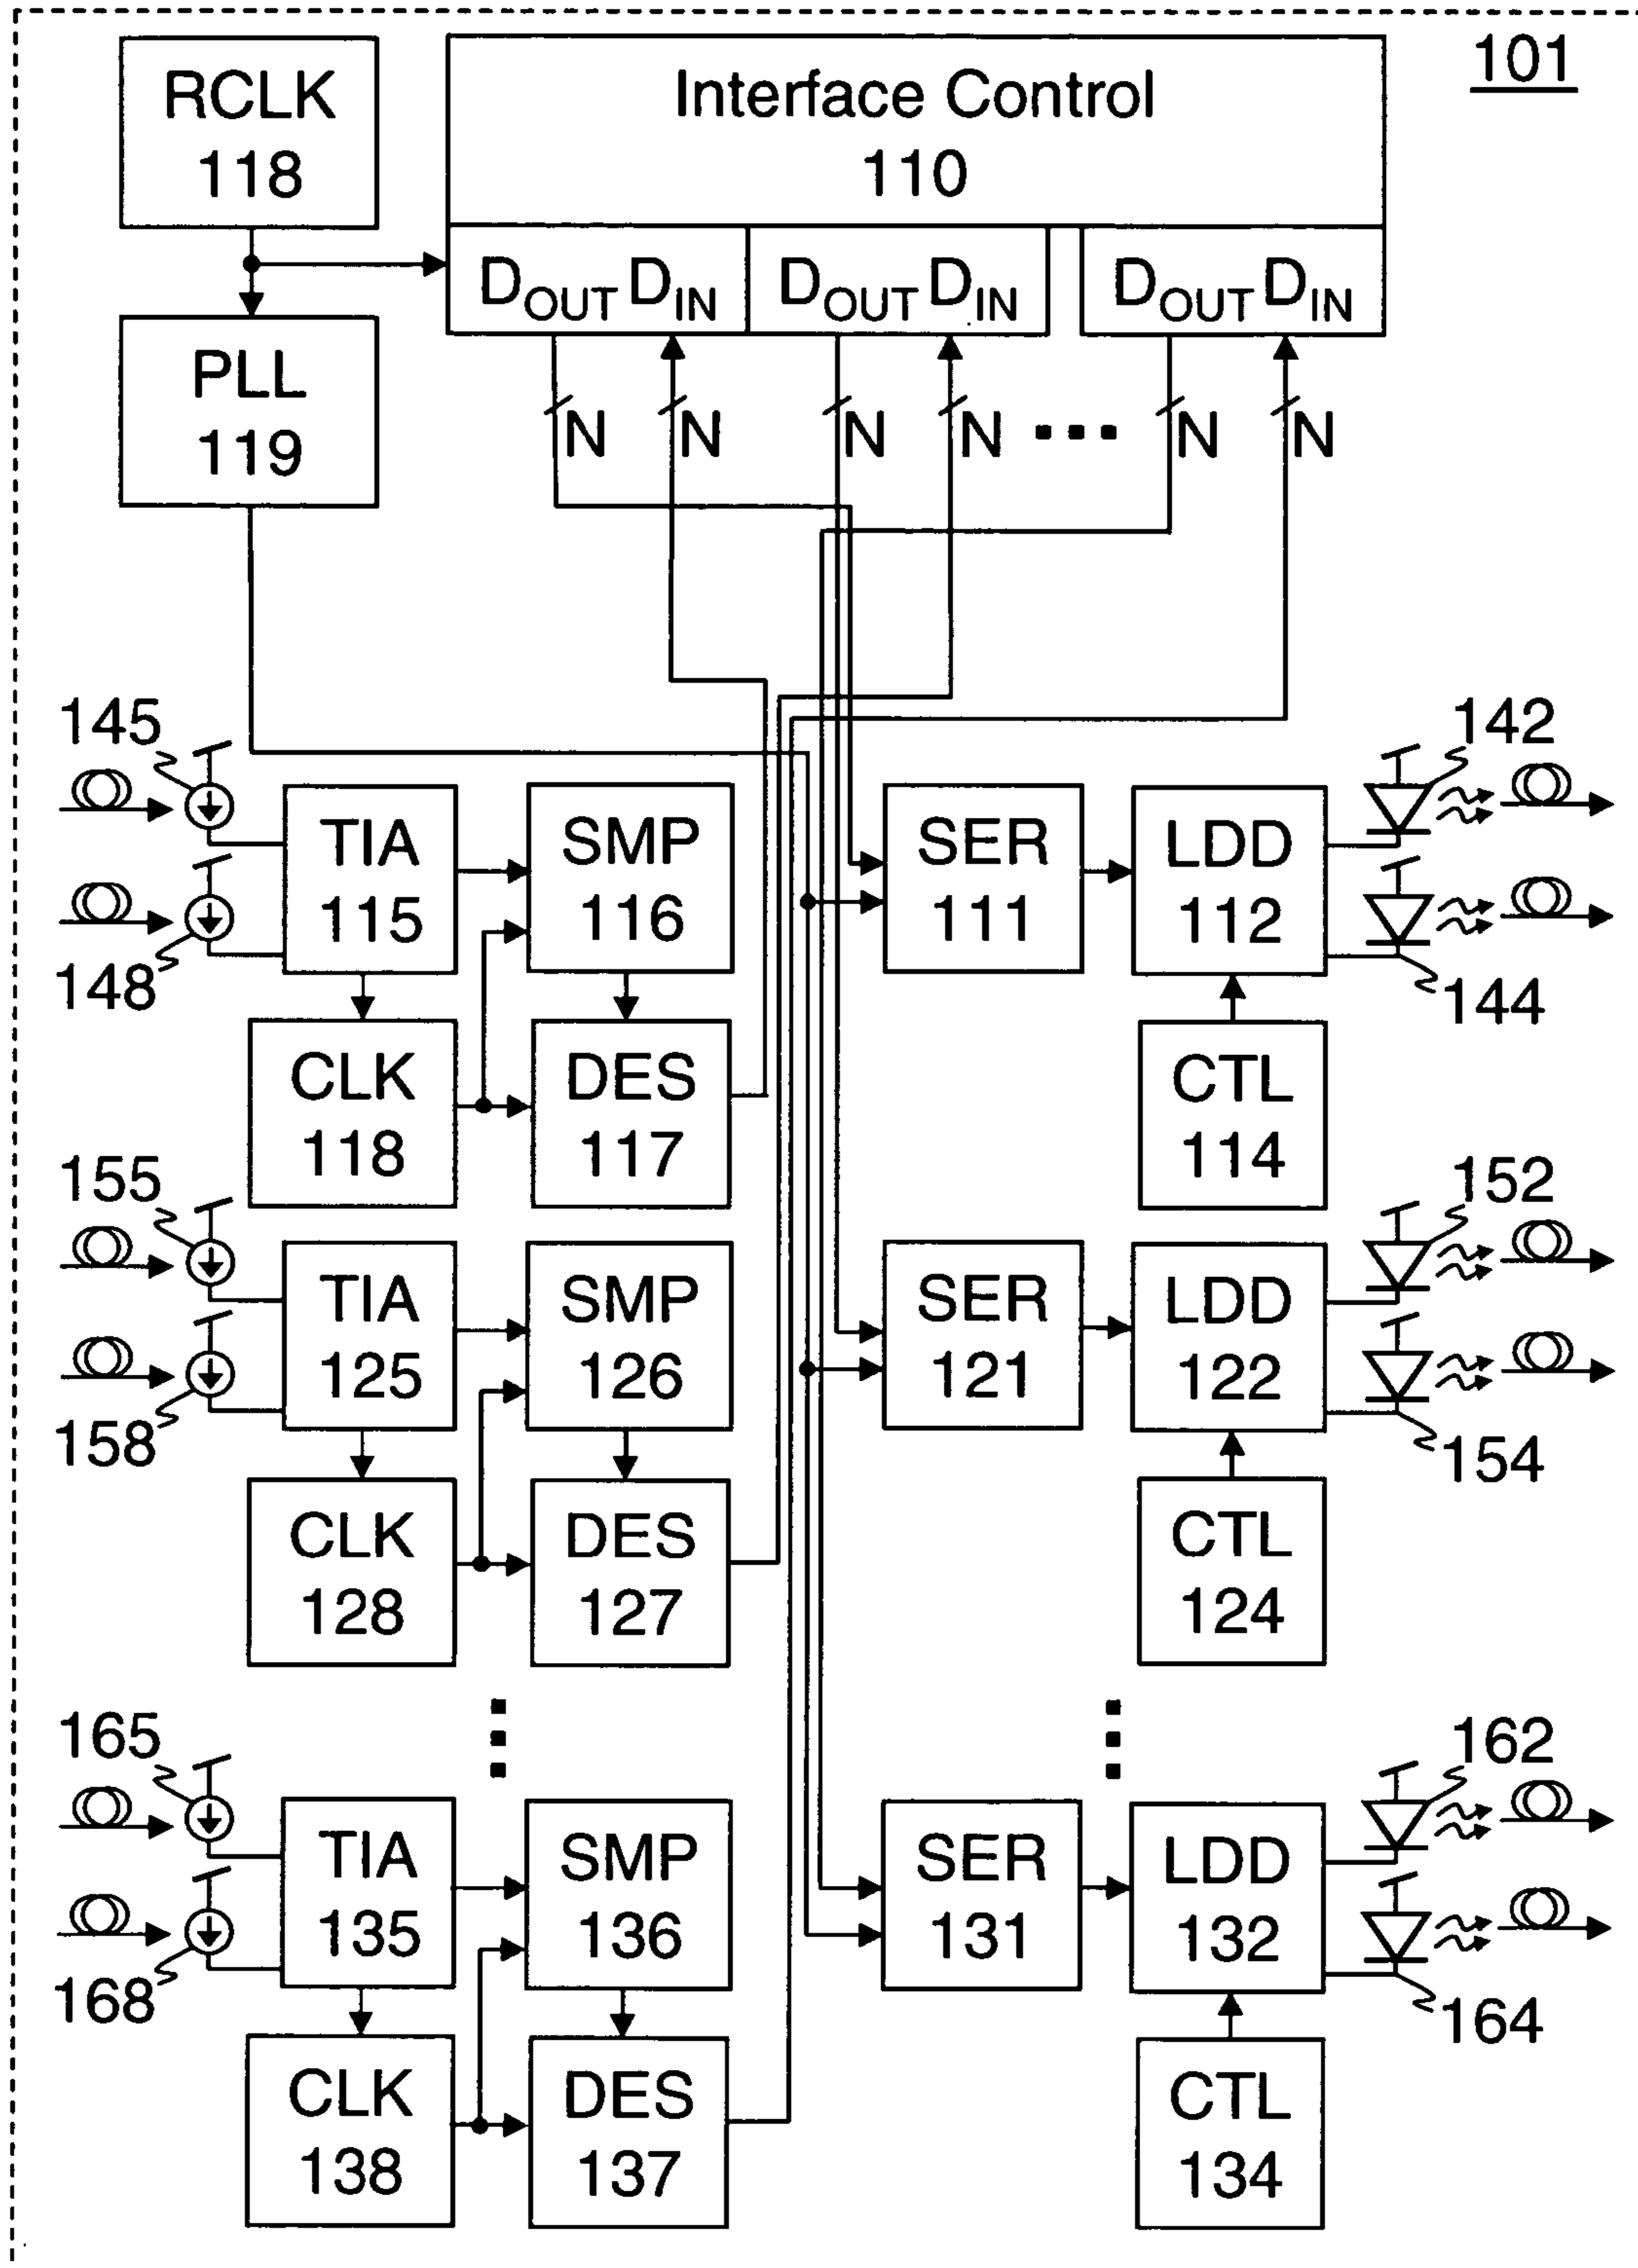 101
RCLK
118
Interface Control
110
DOUT DIN DOUT DIN DOUT DIN
PLL
119
N N N N ... N N
145
142
TIA
115
SMP
116
SER
111
LDD
112
148
144
CLK
118
DES
117
CTL
114
155
152
TIA
125
SMP
126
SER
121
LDD
122
158
154
CLK
128
DES
127
CTL
124
165
162
TIA
135
SMP
136
SER
131
LDD
132
168
164
CLK
138
DES
137
CTL
134